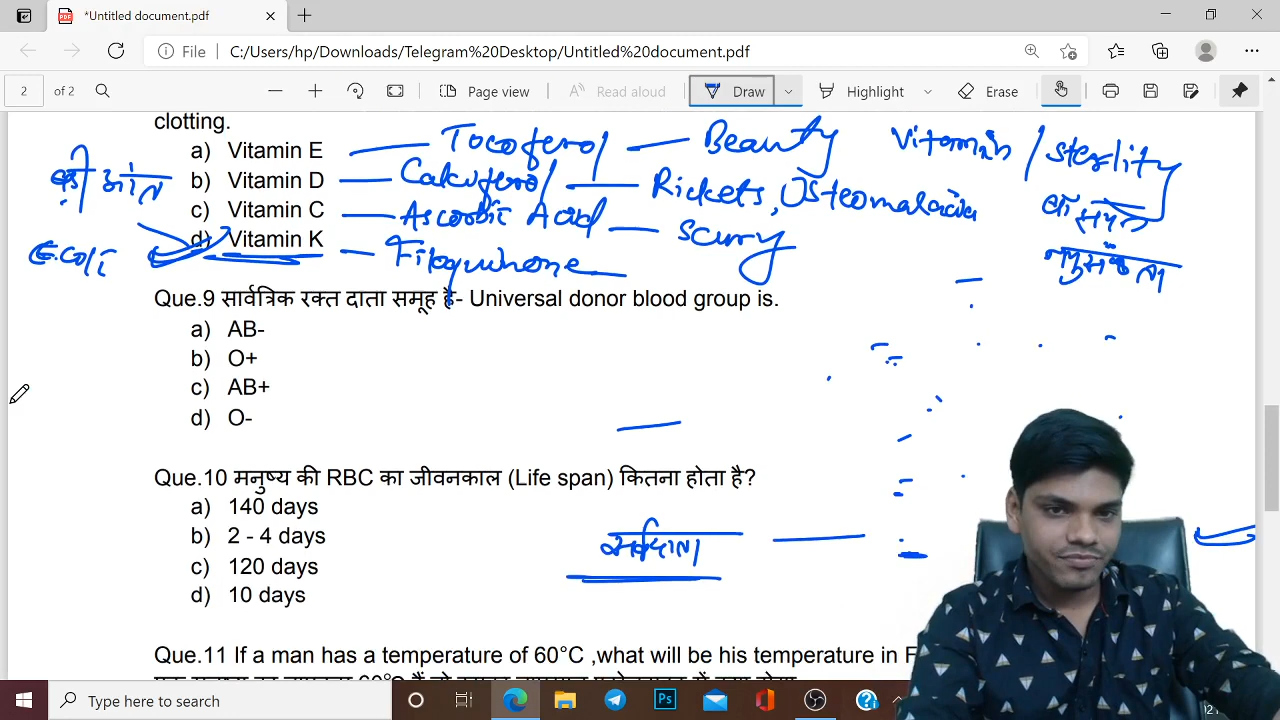 *Untitled document.pdf
File C:/Users/hp/Downloads/Telegram%20Desktop/Untitled%20document.pdf
2 of 2 Page view Read aloud Draw Highlight Erase
clotting.
a) Vitamin E — Tocoferol — Beauty Vitamin / Sterlity
b) Vitamin D — Calciferol — Rickets, Osteomalacia
c) Vitamin C — Ascorbic Acid — Scurvy
d) Vitamin K
E.coli
Que.9 सार्वत्रिक रक्त दाता समूह है- Universal donor blood group is.
a) AB-
b) O+
c) AB+
d) O-
Que.10 मनुष्य की RBC का जीवनकाल (Life span) कितना होता है?
a) 140 days
b) 2 - 4 days
c) 120 days
d) 10 days
Que.11 If a man has a temperature of 60°C ,what will be his temperature in F
Type here to search